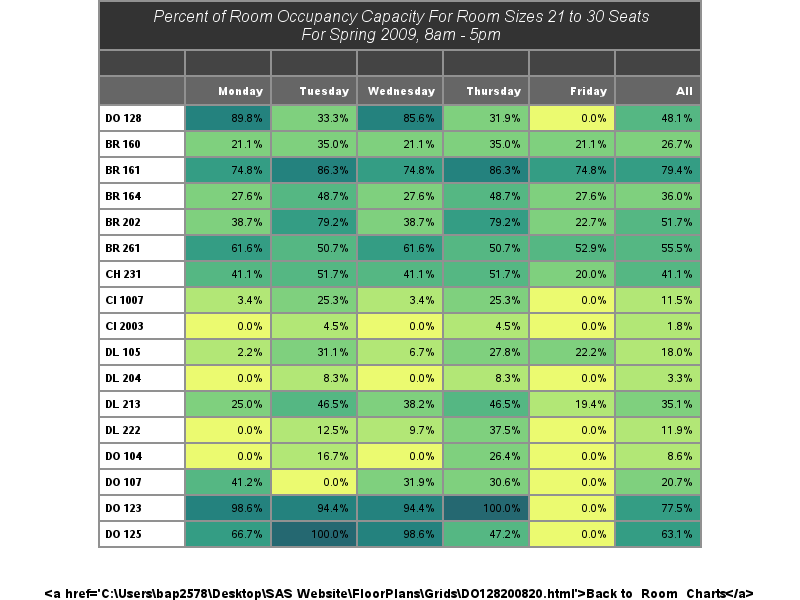 Percent of Room Occupancy Capacity For Room Sizes 21 to 30 Seats
For Spring 2009, 8am - 5pm
Monday Tuesday Wednesday Thursday Friday All
DO 128 89.8% 33.3% 85.6% 31.9% 0.0% 48.1%
BR 160 21.1% 35.0% 21.1% 35.0% 21.1% 26.7%
BR 161 74.8% 86.3% 74.8% 86.3% 74.8% 79.4%
BR 164 27.6% 48.7% 27.6% 48.7% 27.6% 36.0%
BR 202 38.7% 79.2% 38.7% 79.2% 22.7% 51.7%
BR 261 61.6% 50.7% 61.6% 50.7% 52.9% 55.5%
CH 231 41.1% 51.7% 41.1% 51.7% 20.0% 41.1%
CI 1007 3.4% 25.3% 3.4% 25.3% 0.0% 11.5%
CI 2003 0.0% 4.5% 0.0% 4.5% 0.0% 1.8%
DL 105 2.2% 31.1% 6.7% 27.8% 22.2% 18.0%
DL 204 0.0% 8.3% 0.0% 8.3% 0.0% 3.3%
DL 213 25.0% 46.5% 38.2% 46.5% 19.4% 35.1%
DL 222 0.0% 12.5% 9.7% 37.5% 0.0% 11.9%
DO 104 0.0% 16.7% 0.0% 26.4% 0.0% 8.6%
DO 107 41.2% 0.0% 31.9% 30.6% 0.0% 20.7%
DO 123 98.6% 94.4% 94.4% 100.0% 0.0% 77.5%
DO 125 66.7% 100.0% 98.6% 47.2% 0.0% 63.1%
<a href='C:\Users\bap2578\Desktop\SAS Website\FloorPlans\Grids\DO128200820.html'>Back to Room Charts</a>